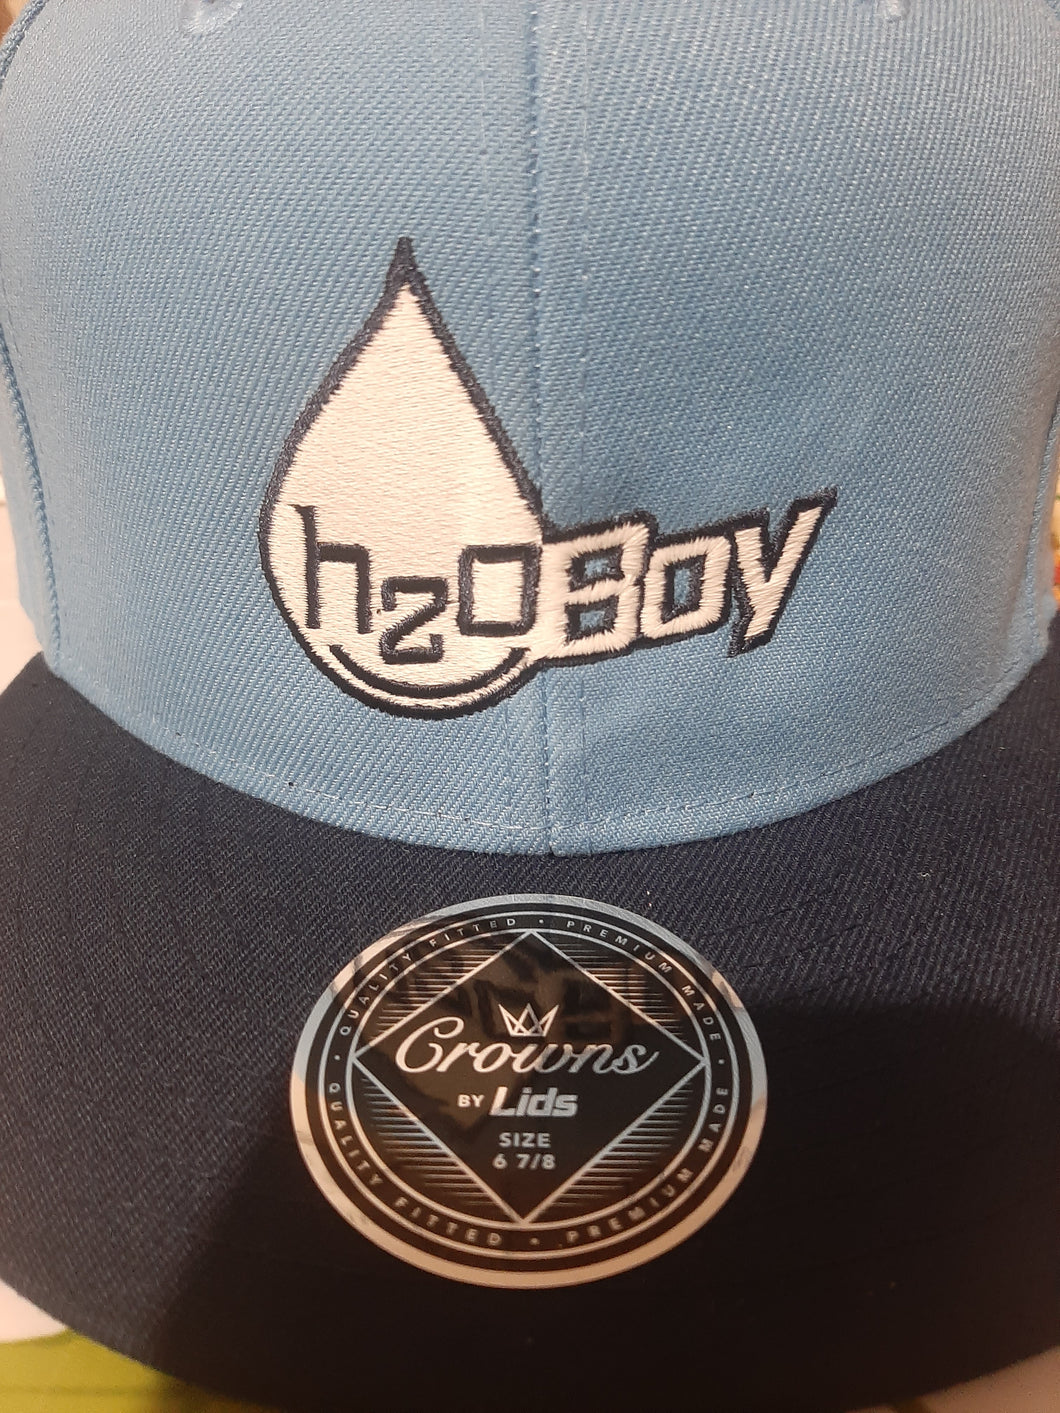 h2oBoy
QUALITY FITTED • PREMIUM MADE •
Crowns
BY Lids
SIZE
6 7/8
QUALITY FITTED • PREMIUM MADE •